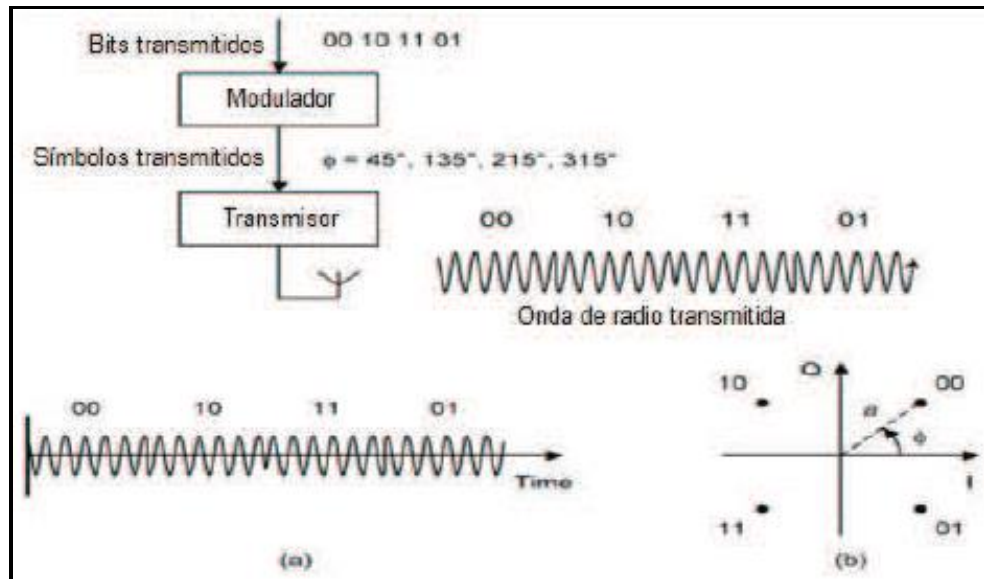 Bits transmitidos 00 10 11 01
Modulador
Símbolos transmitidos ϕ = 45°, 135°, 215°, 315°
Transmisor
00 10 11 01
Onda de radio transmitida
00 10 11 01
Time
(a)
Q
10 00
a
ϕ
I
11 01
(b)